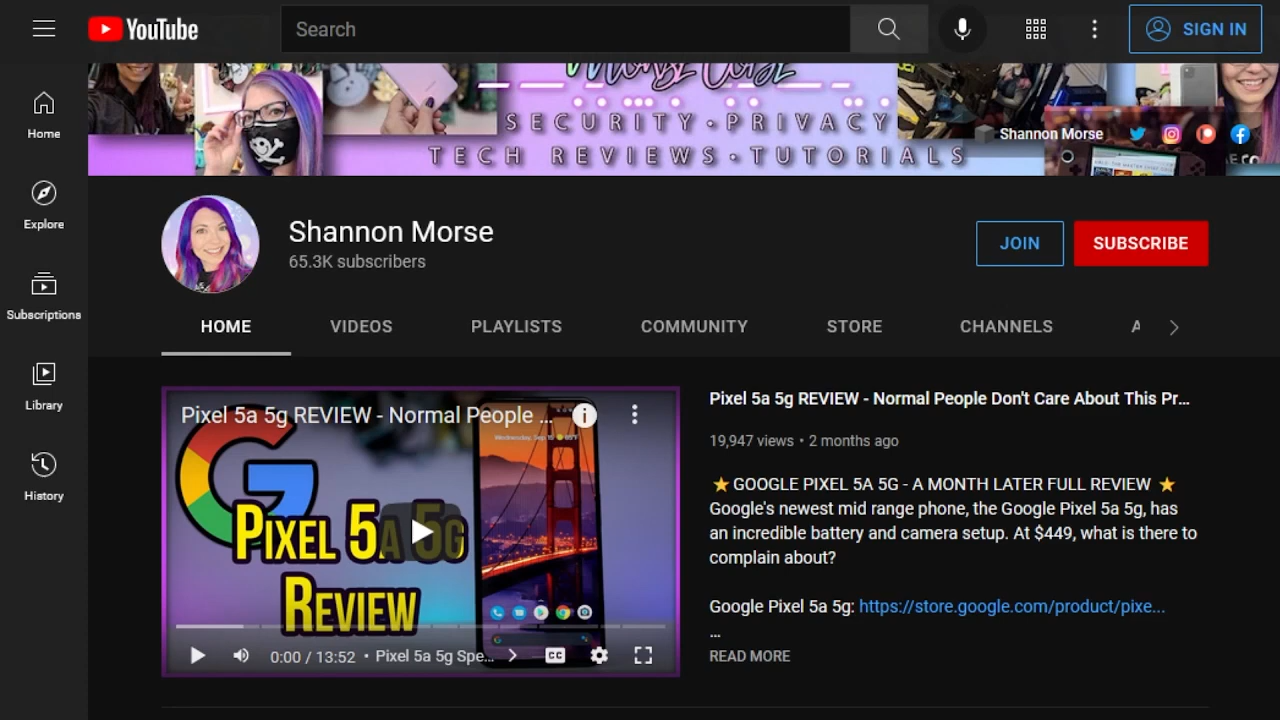 YouTube
Search
SIGN IN
Home
Explore
Subscriptions
Library
History
SECURITY • PRIVACY
TECH REVIEWS • TUTORIALS
Shannon Morse
Shannon Morse
65.3K subscribers
JOIN
SUBSCRIBE
HOME
VIDEOS
PLAYLISTS
COMMUNITY
STORE
CHANNELS
A
Pixel 5a 5g REVIEW - Normal People ...
PIXEL 5A 5G
REVIEW
0:00 / 13:52 • Pixel 5a 5g Spe...
CC
Pixel 5a 5g REVIEW - Normal People Don't Care About This Pr...
19,947 views • 2 months ago
⭐GOOGLE PIXEL 5A 5G - A MONTH LATER FULL REVIEW ⭐
Google's newest mid range phone, the Google Pixel 5a 5g, has
an incredible battery and camera setup. At $449, what is there to
complain about?
Google Pixel 5a 5g: https://store.google.com/product/pixe...
...
READ MORE